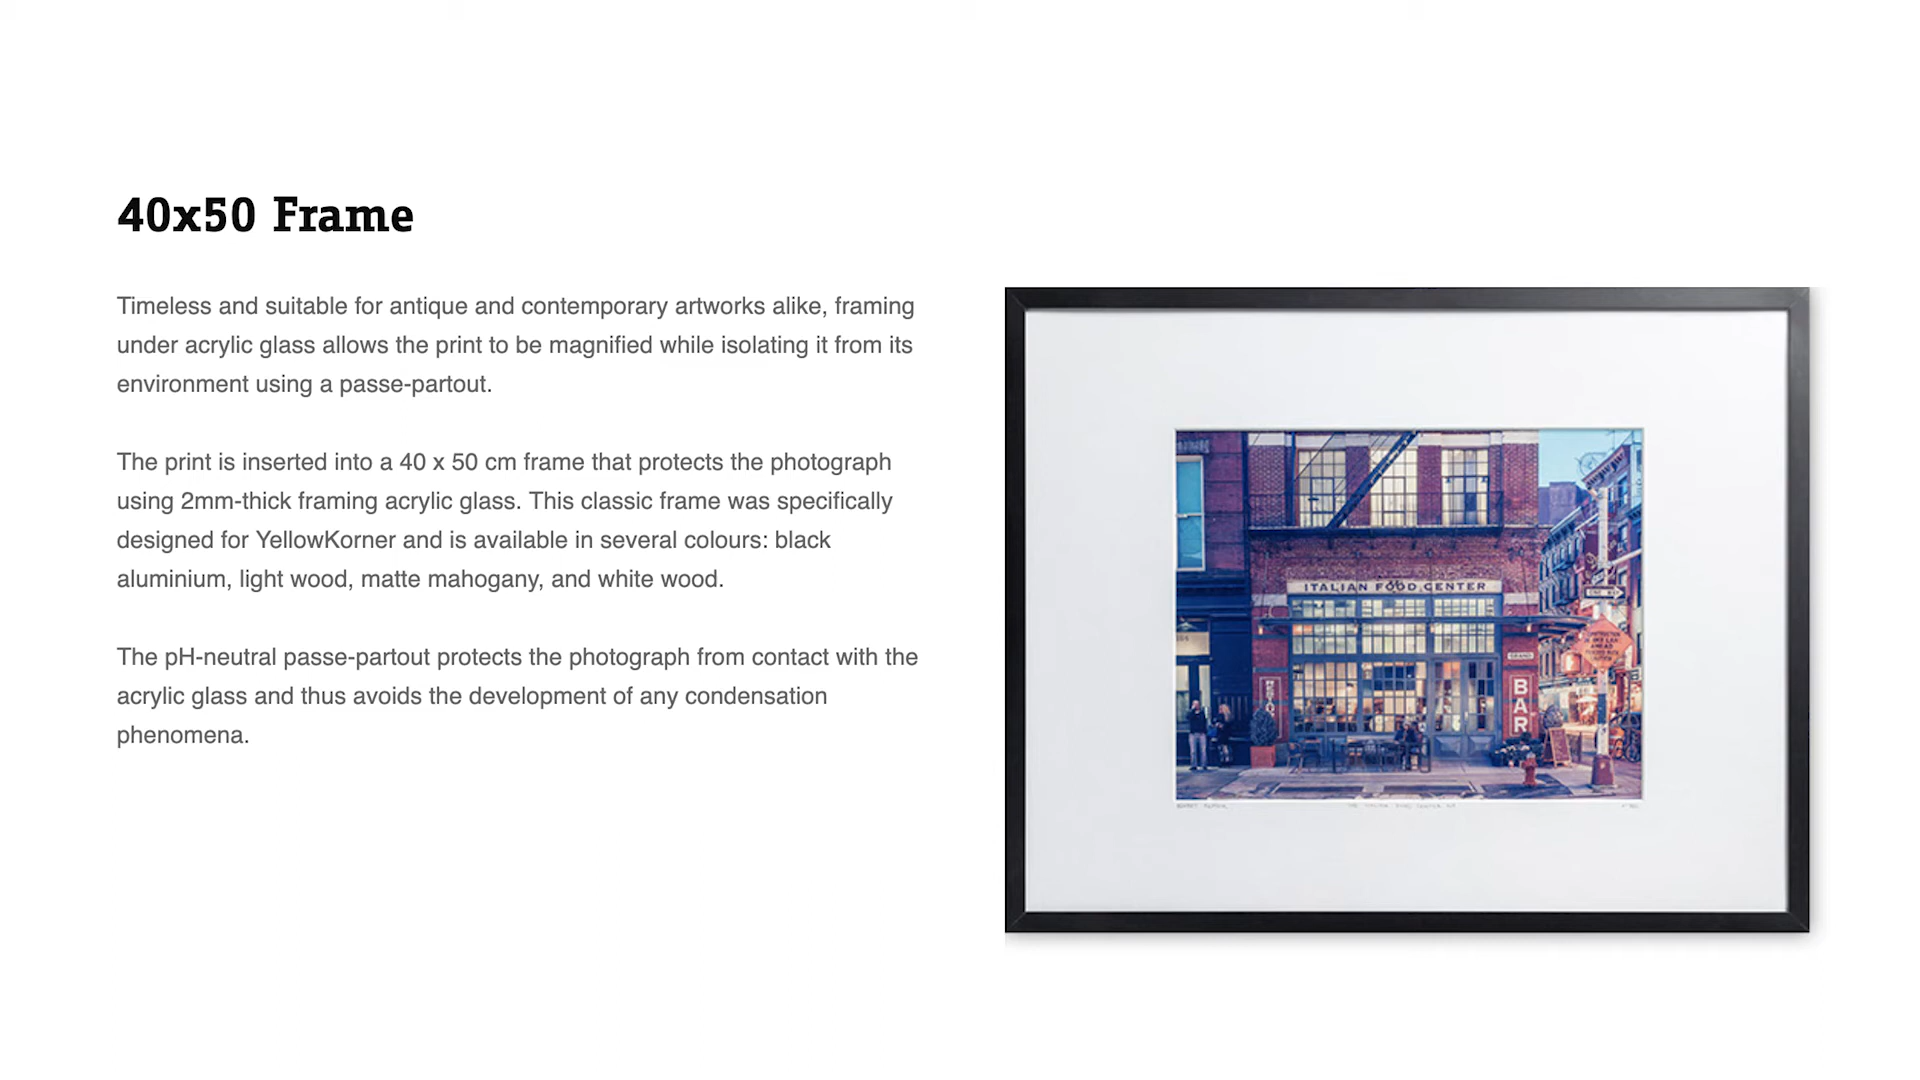 40x50 Frame
Timeless and suitable for antique and contemporary artworks alike, framing
under acrylic glass allows the print to be magnified while isolating it from its
environment using a passe-partout.
The print is inserted into a 40 x 50 cm frame that protects the photograph
using 2mm-thick framing acrylic glass. This classic frame was specifically
designed for YellowKorner and is available in several colours: black
aluminium, light wood, matte mahogany, and white wood.
The pH-neutral passe-partout protects the photograph from contact with the
acrylic glass and thus avoids the development of any condensation
phenomena.
ITALIAN FOOD CENTER
GRAND
BAR
ONE WAY